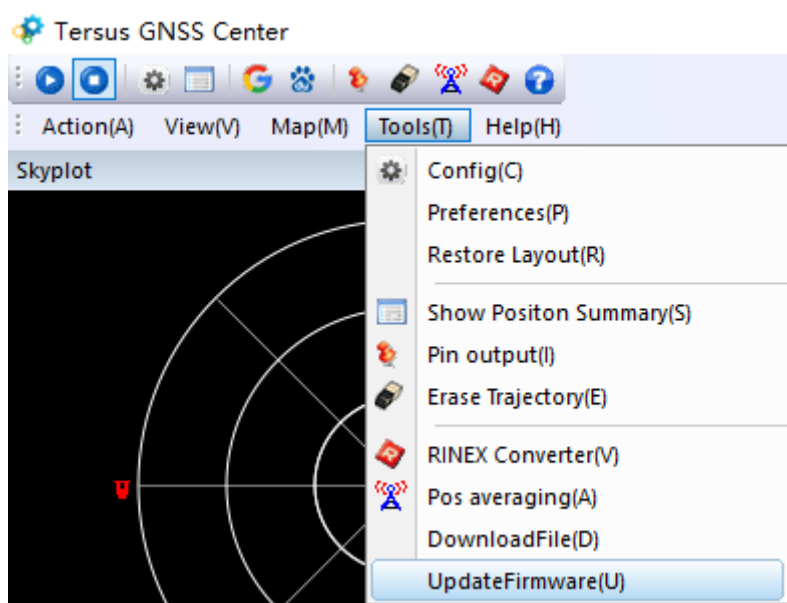 Tersus GNSS Center
Action(A) View(V) Map(M) Tools(T) Help(H)
Skyplot
Config(C)
Preferences(P)
Restore Layout(R)
Show Positon Summary(S)
Pin output(I)
Erase Trajectory(E)
RINEX Converter(V)
Pos averaging(A)
DownloadFile(D)
UpdateFirmware(U)